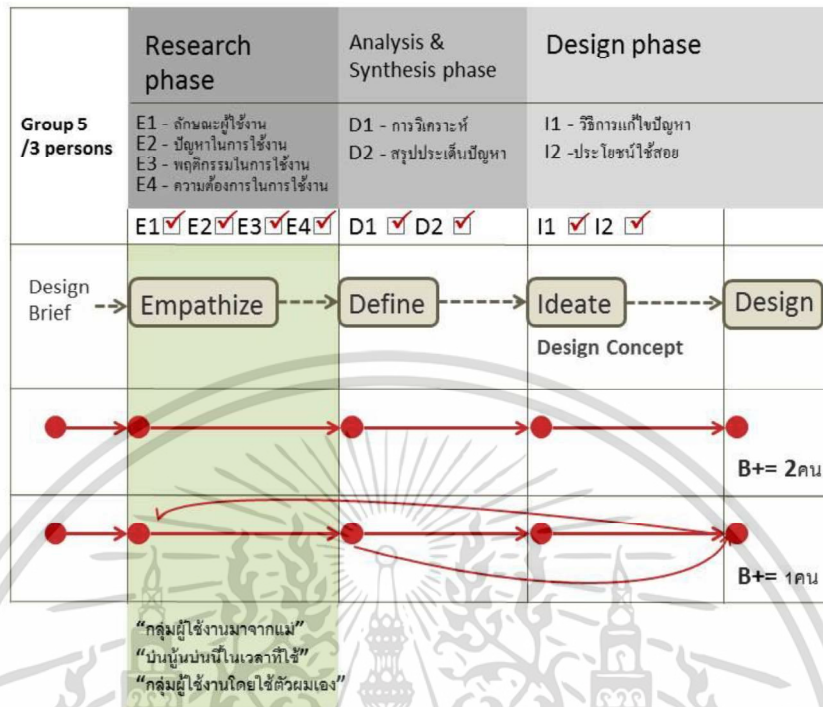 Research
phase
Analysis &
Synthesis phase
Design phase
Group 5
/3 persons
E1 - ลักษณะผู้ใช้งาน
E2 - ปัญหาในการใช้งาน
E3 - พฤติกรรมในการใช้งาน
E4 - ความต้องการในการใช้งาน
D1 - การวิเคราะห์
D2 - สรุปประเด็นปัญหา
I1 - วิธีการแก้ไขปัญหา
I2 -ประโยชน์ใช้สอย
E1 E2 E3 E4 D1 D2 I1 I2
Design
Brief
Empathize
Define
Ideate
Design
Design Concept
B+= 2คน
B+= 1คน
“กลุ่มผู้ใช้งานมาจากแม่”
“บ่นนู้นบ่นนี้ในเวลาที่ใช้”
“กลุ่มผู้ใช้งานโดยใช้ตัวผมเอง”